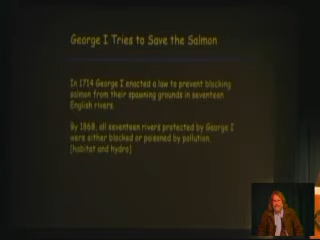 George I Tries to Save the Salmon
In 1714 George I enacted a law to prevent blocking
salmon from their spawning grounds in seventeen
English rivers.
By 1868, all seventeen rivers protected by George I
were either blocked or poisoned by pollution.
[habitat and hydro]